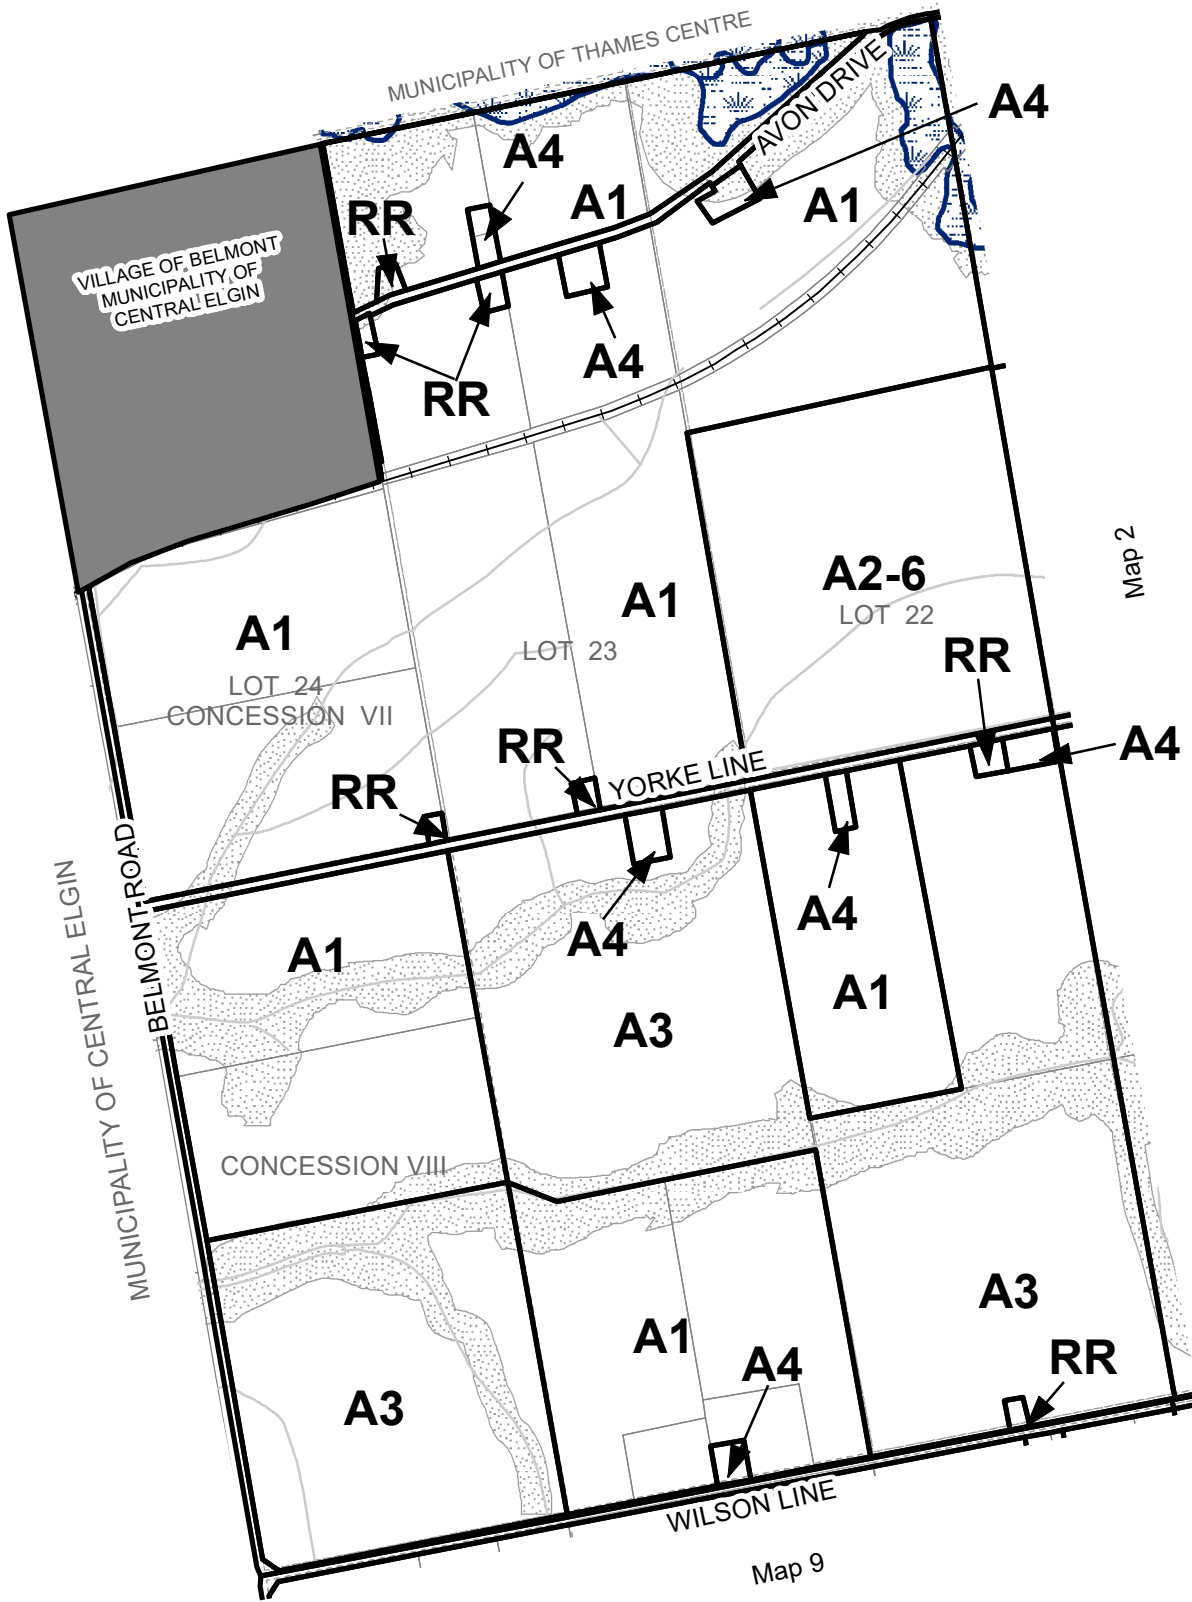 MUNICIPALITY OF THAMES CENTRE
AVON DRIVE
A4
A4
A1
A1
RR
VILLAGE OF BELMONT
MUNICIPALITY OF
CENTRAL ELGIN
A4
RR
Map 2
A2-6
LOT 22
A1
A1
LOT 23
RR
LOT 24
CONCESSION VII
RR
A4
YORKE LINE
RR
BELMONT ROAD
MUNICIPALITY OF CENTRAL ELGIN
A4
A4
A1
A1
A3
CONCESSION VIII
A3
A1
A4
RR
A3
WILSON LINE
Map 9